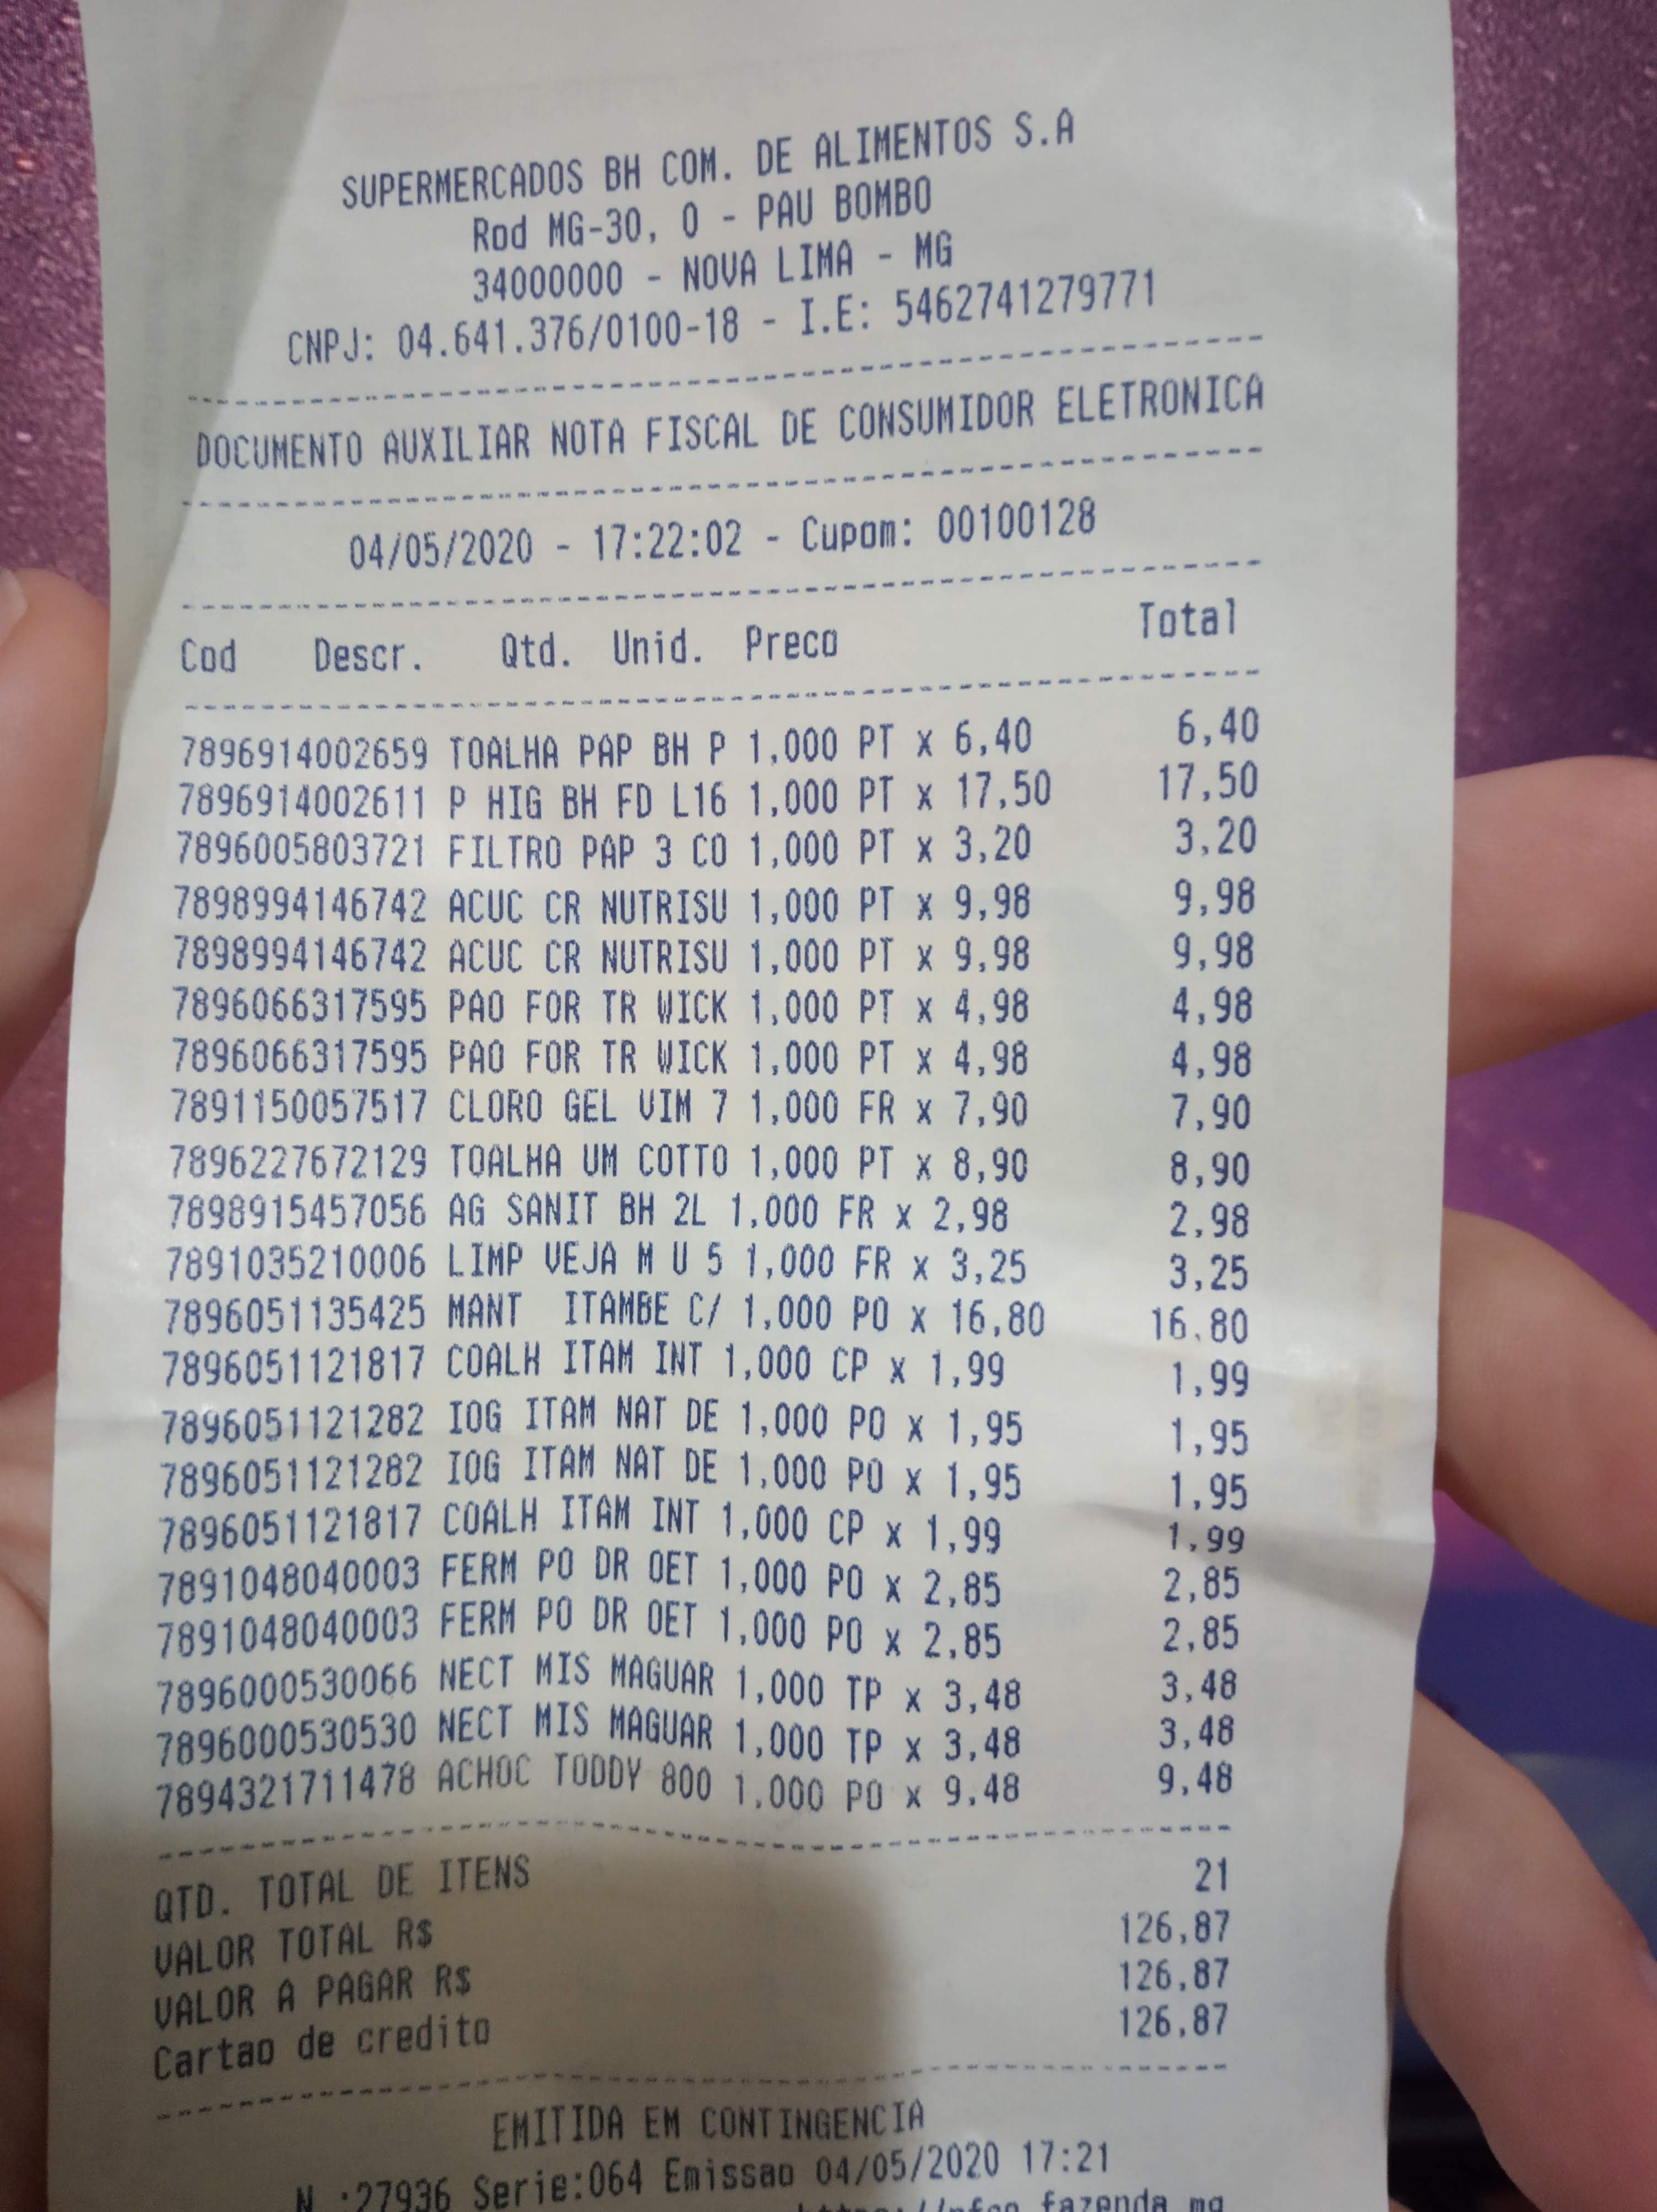 SUPERMERCADOS BH COM. DE ALIMENTOS S.A
Rod MG-30, 0 - PAU BOMBO
34000000 - NOVA LIMA - MG
CNPJ: 04.641.376/0100-18 - I.E: 5462741279771
DOCUMENTO AUXILIAR NOTA FISCAL DE CONSUMIDOR ELETRONICA
04/05/2020 - 17:22:02 - Cupom: 00100128
Cod Descr. Qtd. Unid. Preco Total
7896914002659 TOALHA PAP BH P 1,000 PT x 6,40 6,40
7896914002611 P HIG BH FD L16 1,000 PT x 17,50 17,50
7896005803721 FILTRO PAP 3 CO 1,000 PT x 3,20 3,20
7898994146742 ACUC CR NUTRISU 1,000 PT x 9,98 9,98
7898994146742 ACUC CR NUTRISU 1,000 PT x 9,98 9,98
7896066317595 PAO FOR TR WICK 1,000 PT x 4,98 4,98
7896066317595 PAO FOR TR WICK 1,000 PT x 4,98 4,98
7891150057517 CLORO GEL VIM 7 1,000 FR x 7,90 7,90
7896227672129 TOALHA UM COTTO 1,000 PT x 8,90 8,90
7898915457056 AG SANIT BH 2L 1,000 FR x 2,98 2,98
7891035210006 LIMP VEJA M U 5 1,000 FR x 3,25 3,25
7896051135425 MANT ITAMBE C/ 1,000 PO x 16,80 16,80
7896051121817 COALH ITAM INT 1,000 CP x 1,99 1,99
7896051121282 IOG ITAM NAT DE 1,000 PO x 1,95 1,95
7896051121282 IOG ITAM NAT DE 1,000 PO x 1,95 1,95
7896051121817 COALH ITAM INT 1,000 CP x 1,99 1,99
7891048040003 FERM PO DR OET 1,000 PO x 2,85 2,85
7891048040003 FERM PO DR OET 1,000 PO x 2,85 2,85
7896000530066 NECT MIS MAGUAR 1,000 TP x 3,48 3,48
7896000530530 NECT MIS MAGUAR 1,000 TP x 3,48 3,48
7894321711478 ACHOC TODDY 800 1,000 PO x 9,48 9,48
QTD. TOTAL DE ITENS 21
VALOR TOTAL R$ 126,87
VALOR A PAGAR R$ 126,87
Cartao de credito 126,87
EMITIDA EM CONTINGENCIA
N.:27936 Serie:064 Emissao 04/05/2020 17:21